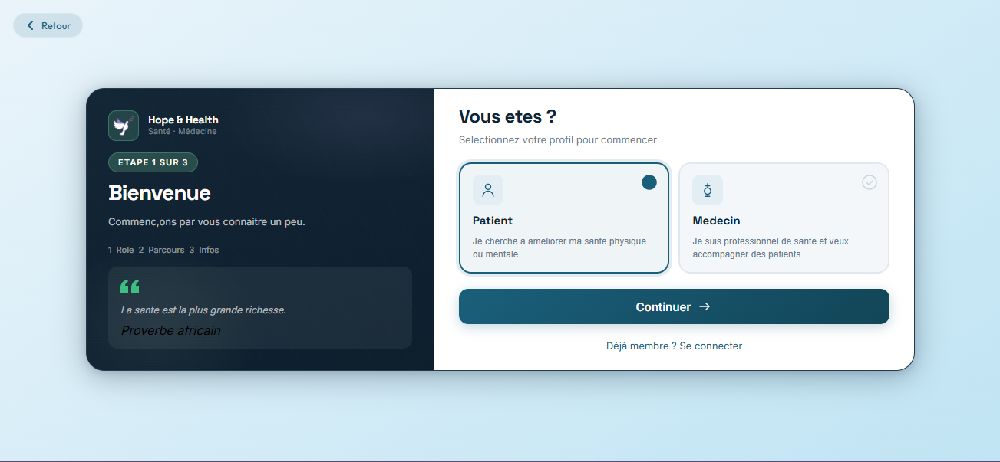 Retour
Hope & Health
Santé · Médecine
ETAPE 1 SUR 3
Bienvenue
Commenc,ons par vous connaitre un peu.
1 Role 2 Parcours 3 Infos
La sante est la plus grande richesse.
Proverbe africain
Vous etes ?
Selectionnez votre profil pour commencer
Patient
Je cherche a ameliorer ma sante physique
ou mentale
Medecin
Je suis professionnel de sante et veux
accompagner des patients
Continuer →
Déjà membre ? Se connecter